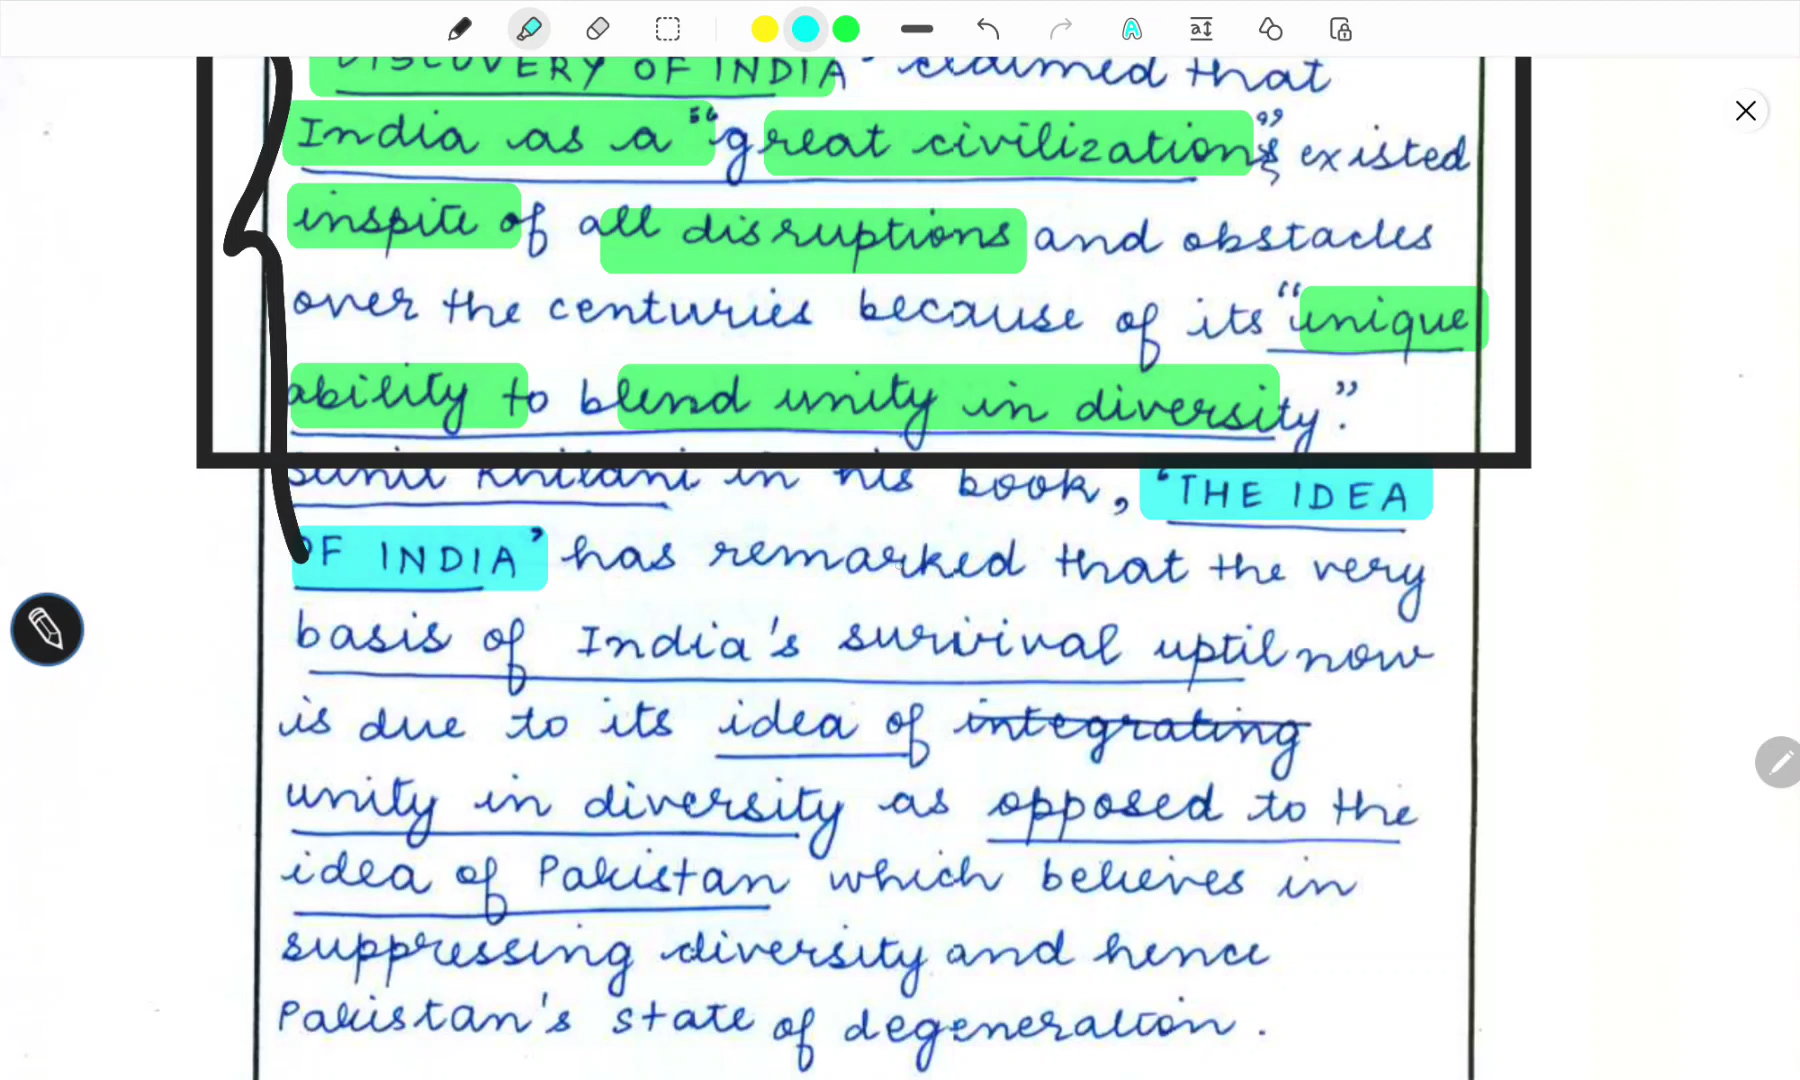 DISCOVERY OF INDIA' claimed that
India as a "great civilization" existed
inspite of all disruptions and obstacles
over the centuries because of its "unique
ability to blend unity in diversity."
Sunil Khilani in his book, 'THE IDEA
OF INDIA' has remarked that the very
basis of India's survival uptil now
is due to its idea of integrating
unity in diversity as opposed to the
idea of Pakistan which believes in
suppressing diversity and hence
Pakistan's state of degeneration.